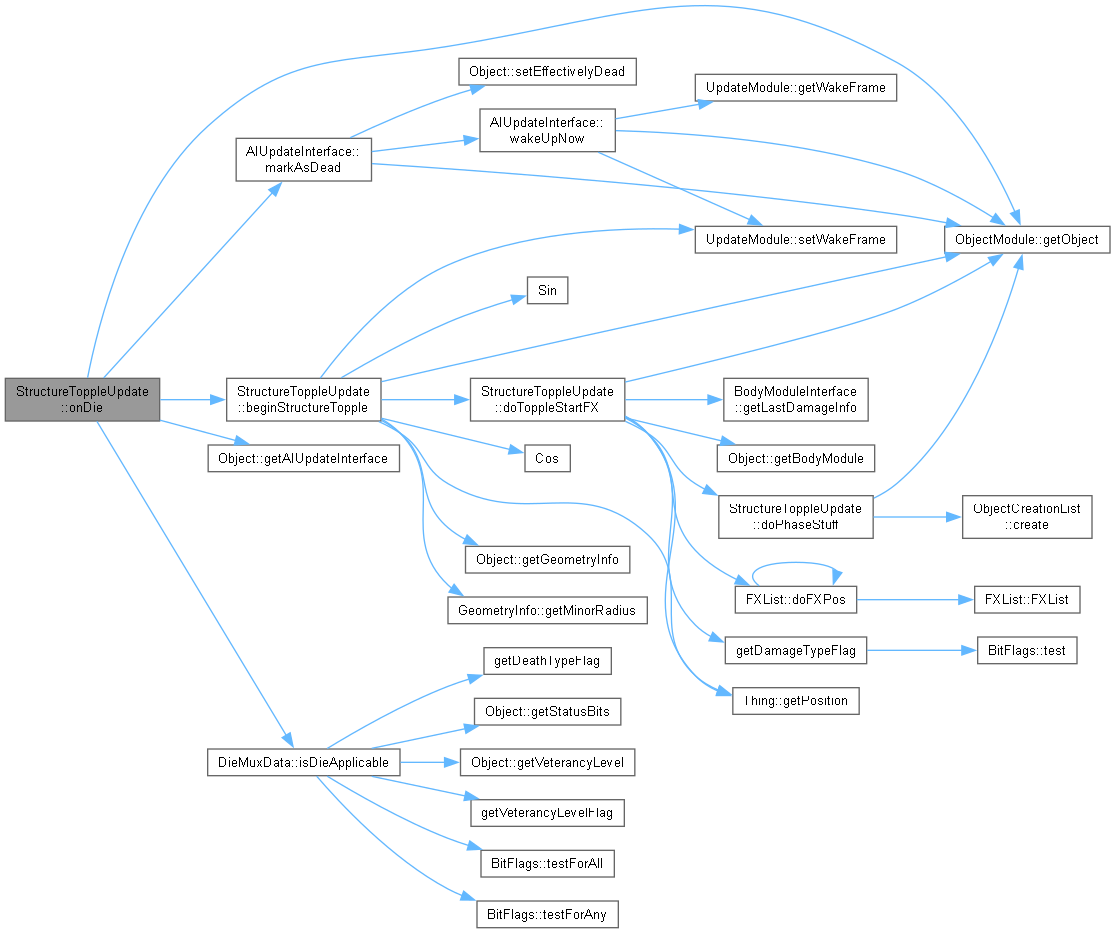 Object::setEffectivelyDead
UpdateModule::getWakeFrame
AIUpdateInterface::
wakeUpNow
AIUpdateInterface::
markAsDead
UpdateModule::setWakeFrame
ObjectModule::getObject
Sin
StructureToppleUpdate
::onDie
StructureToppleUpdate
::beginStructureTopple
StructureToppleUpdate
::doToppleStartFX
BodyModuleInterface
::getLastDamageInfo
Object::getAIUpdateInterface
Cos
Object::getBodyModule
StructureToppleUpdate
::doPhaseStuff
ObjectCreationList
::create
Object::getGeometryInfo
GeometryInfo::getMinorRadius
FXList::doFXPos
FXList::FXList
getDamageTypeFlag
BitFlags::test
getDeathTypeFlag
Thing::getPosition
Object::getStatusBits
DieMuxData::isDieApplicable
Object::getVeterancyLevel
getVeterancyLevelFlag
BitFlags::testForAll
BitFlags::testForAny